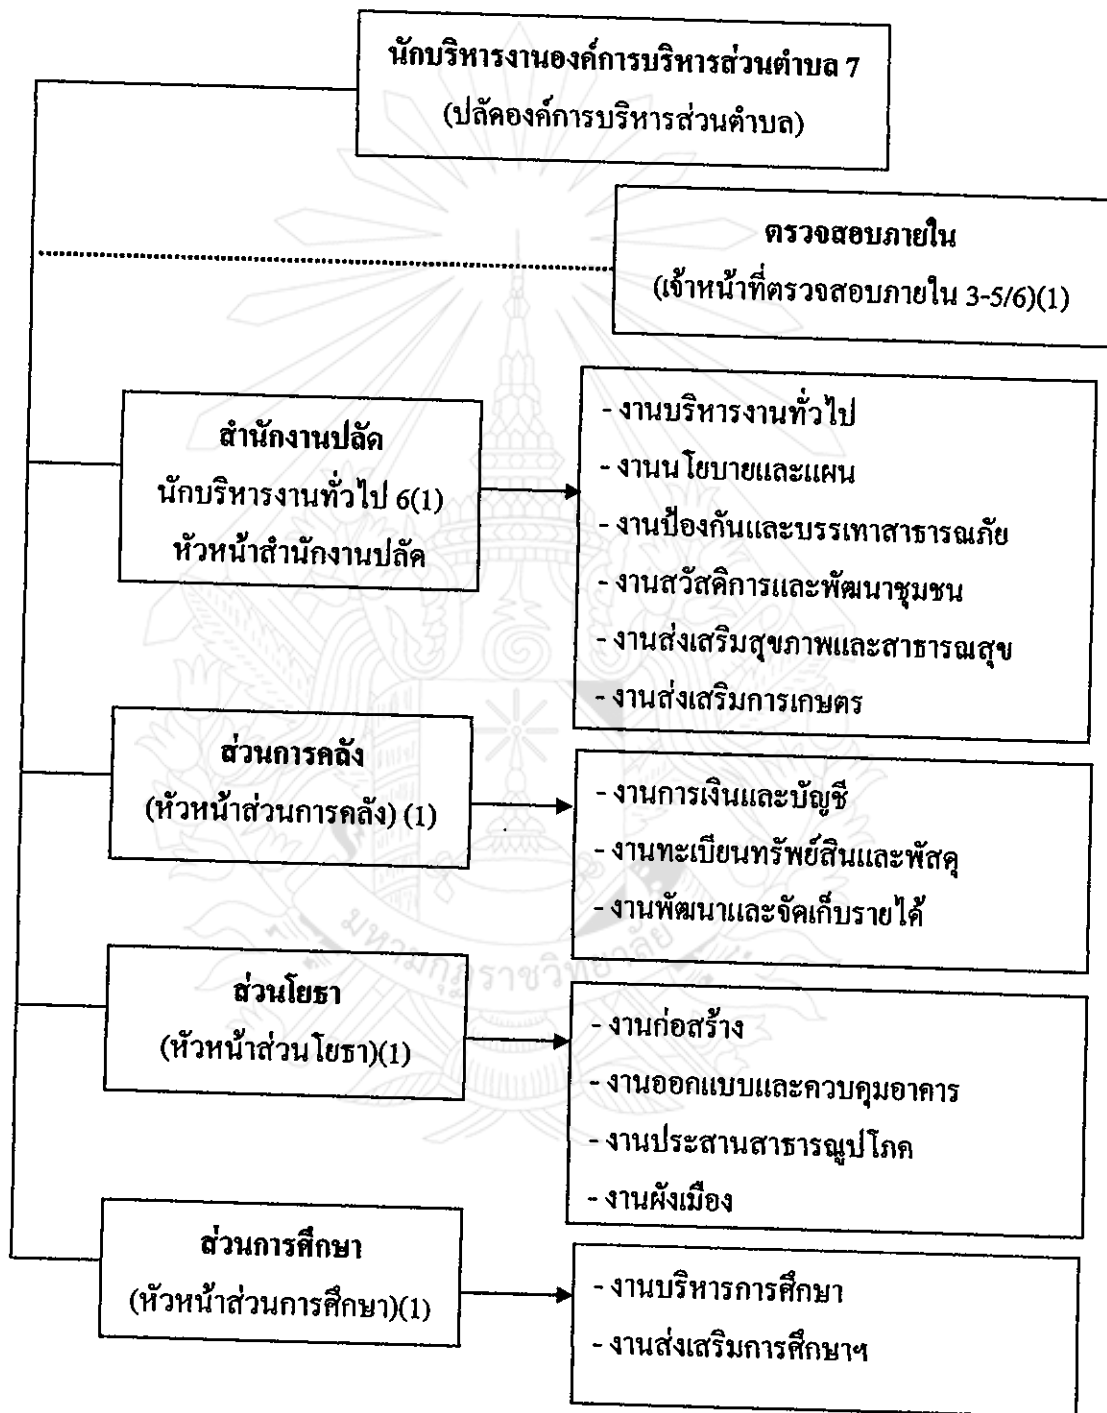 นักบริหารงานองค์การบริหารส่วนตำบล 7
(ปลัดองค์การบริหารส่วนตำบล)
ตรวจสอบภายใน
(เจ้าหน้าที่ตรวจสอบภายใน 3-5/6)(1)
สำนักงานปลัด
นักบริหารงานทั่วไป 6(1)
หัวหน้าสำนักงานปลัด
- งานบริหารงานทั่วไป
- งานนโยบายและแผน
- งานป้องกันและบรรเทาสาธารณภัย
- งานสวัสดิการและพัฒนาชุมชน
- งานส่งเสริมสุขภาพและสาธารณสุข
- งานส่งเสริมการเกษตร
ส่วนการคลัง
(หัวหน้าส่วนการคลัง) (1)
- งานการเงินและบัญชี
- งานทะเบียนทรัพย์สินและพัสดุ
- งานพัฒนาและจัดเก็บรายได้
มหามกุฏราชวิทยาลัย
ส่วนโยธา
(หัวหน้าส่วนโยธา)(1)
- งานก่อสร้าง
- งานออกแบบและควบคุมอาคาร
- งานประสานสาธารณูปโภค
- งานผังเมือง
ส่วนการศึกษา
(หัวหน้าส่วนการศึกษา)(1)
- งานบริหารการศึกษา
- งานส่งเสริมการศึกษาฯ